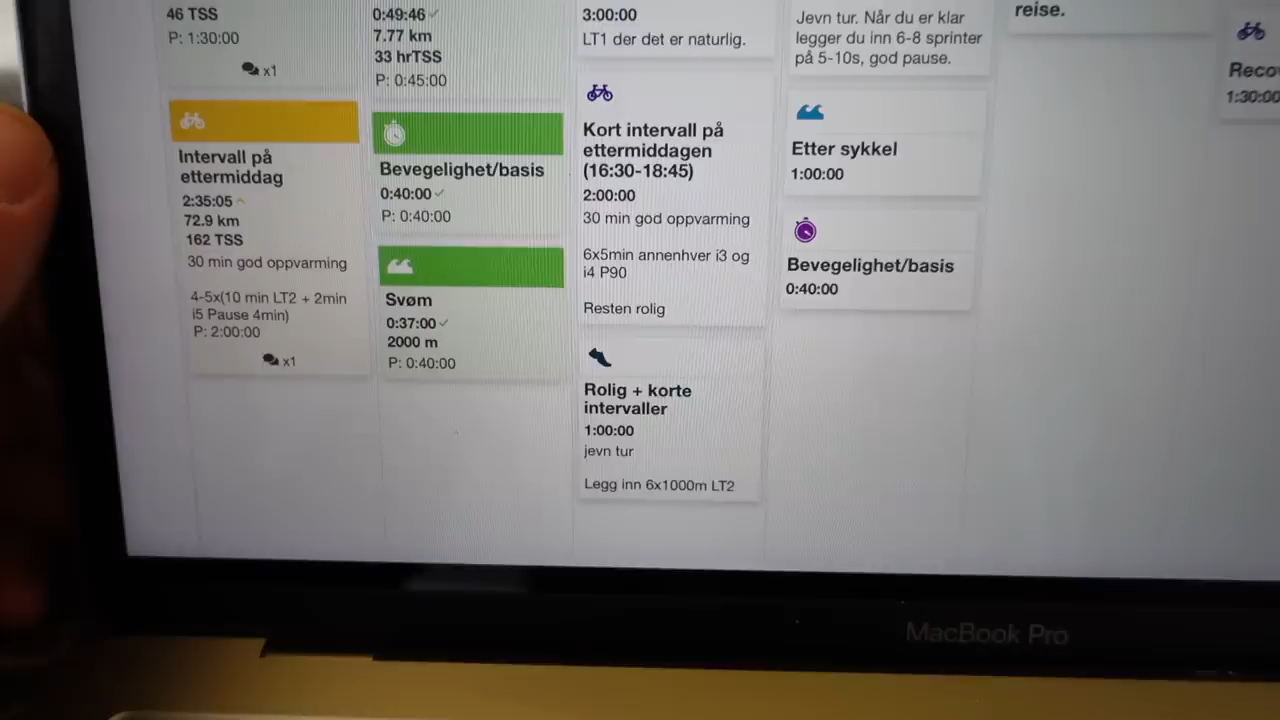 46 TSS
P: 1:30:00
x1
Intervall på
ettermiddag
2:35:05
72.9 km
162 TSS
30 min god oppvarming
4-5x(10 min LT2 + 2min
i5 Pause 4min)
P: 2:00:00
x1
0:49:46
7.77 km
33 hrTSS
P: 0:45:00
Bevegelighet/basis
0:40:00
P: 0:40:00
Svøm
0:37:00
2000 m
P: 0:40:00
3:00:00
LT1 der det er naturlig.
Kort intervall på
ettermiddagen
(16:30-18:45)
2:00:00
30 min god oppvarming
6x5min annenhver i3 og
i4 P90
Resten rolig
Rolig + korte
intervaller
1:00:00
jevn tur
Legg inn 6x1000m LT2
Jevn tur. Når du er klar
legger du inn 6-8 sprinter
på 5-10s, god pause.
Etter sykkel
1:00:00
Bevegelighet/basis
0:40:00
reise.
Reco
1:30:00
MacBook Pro